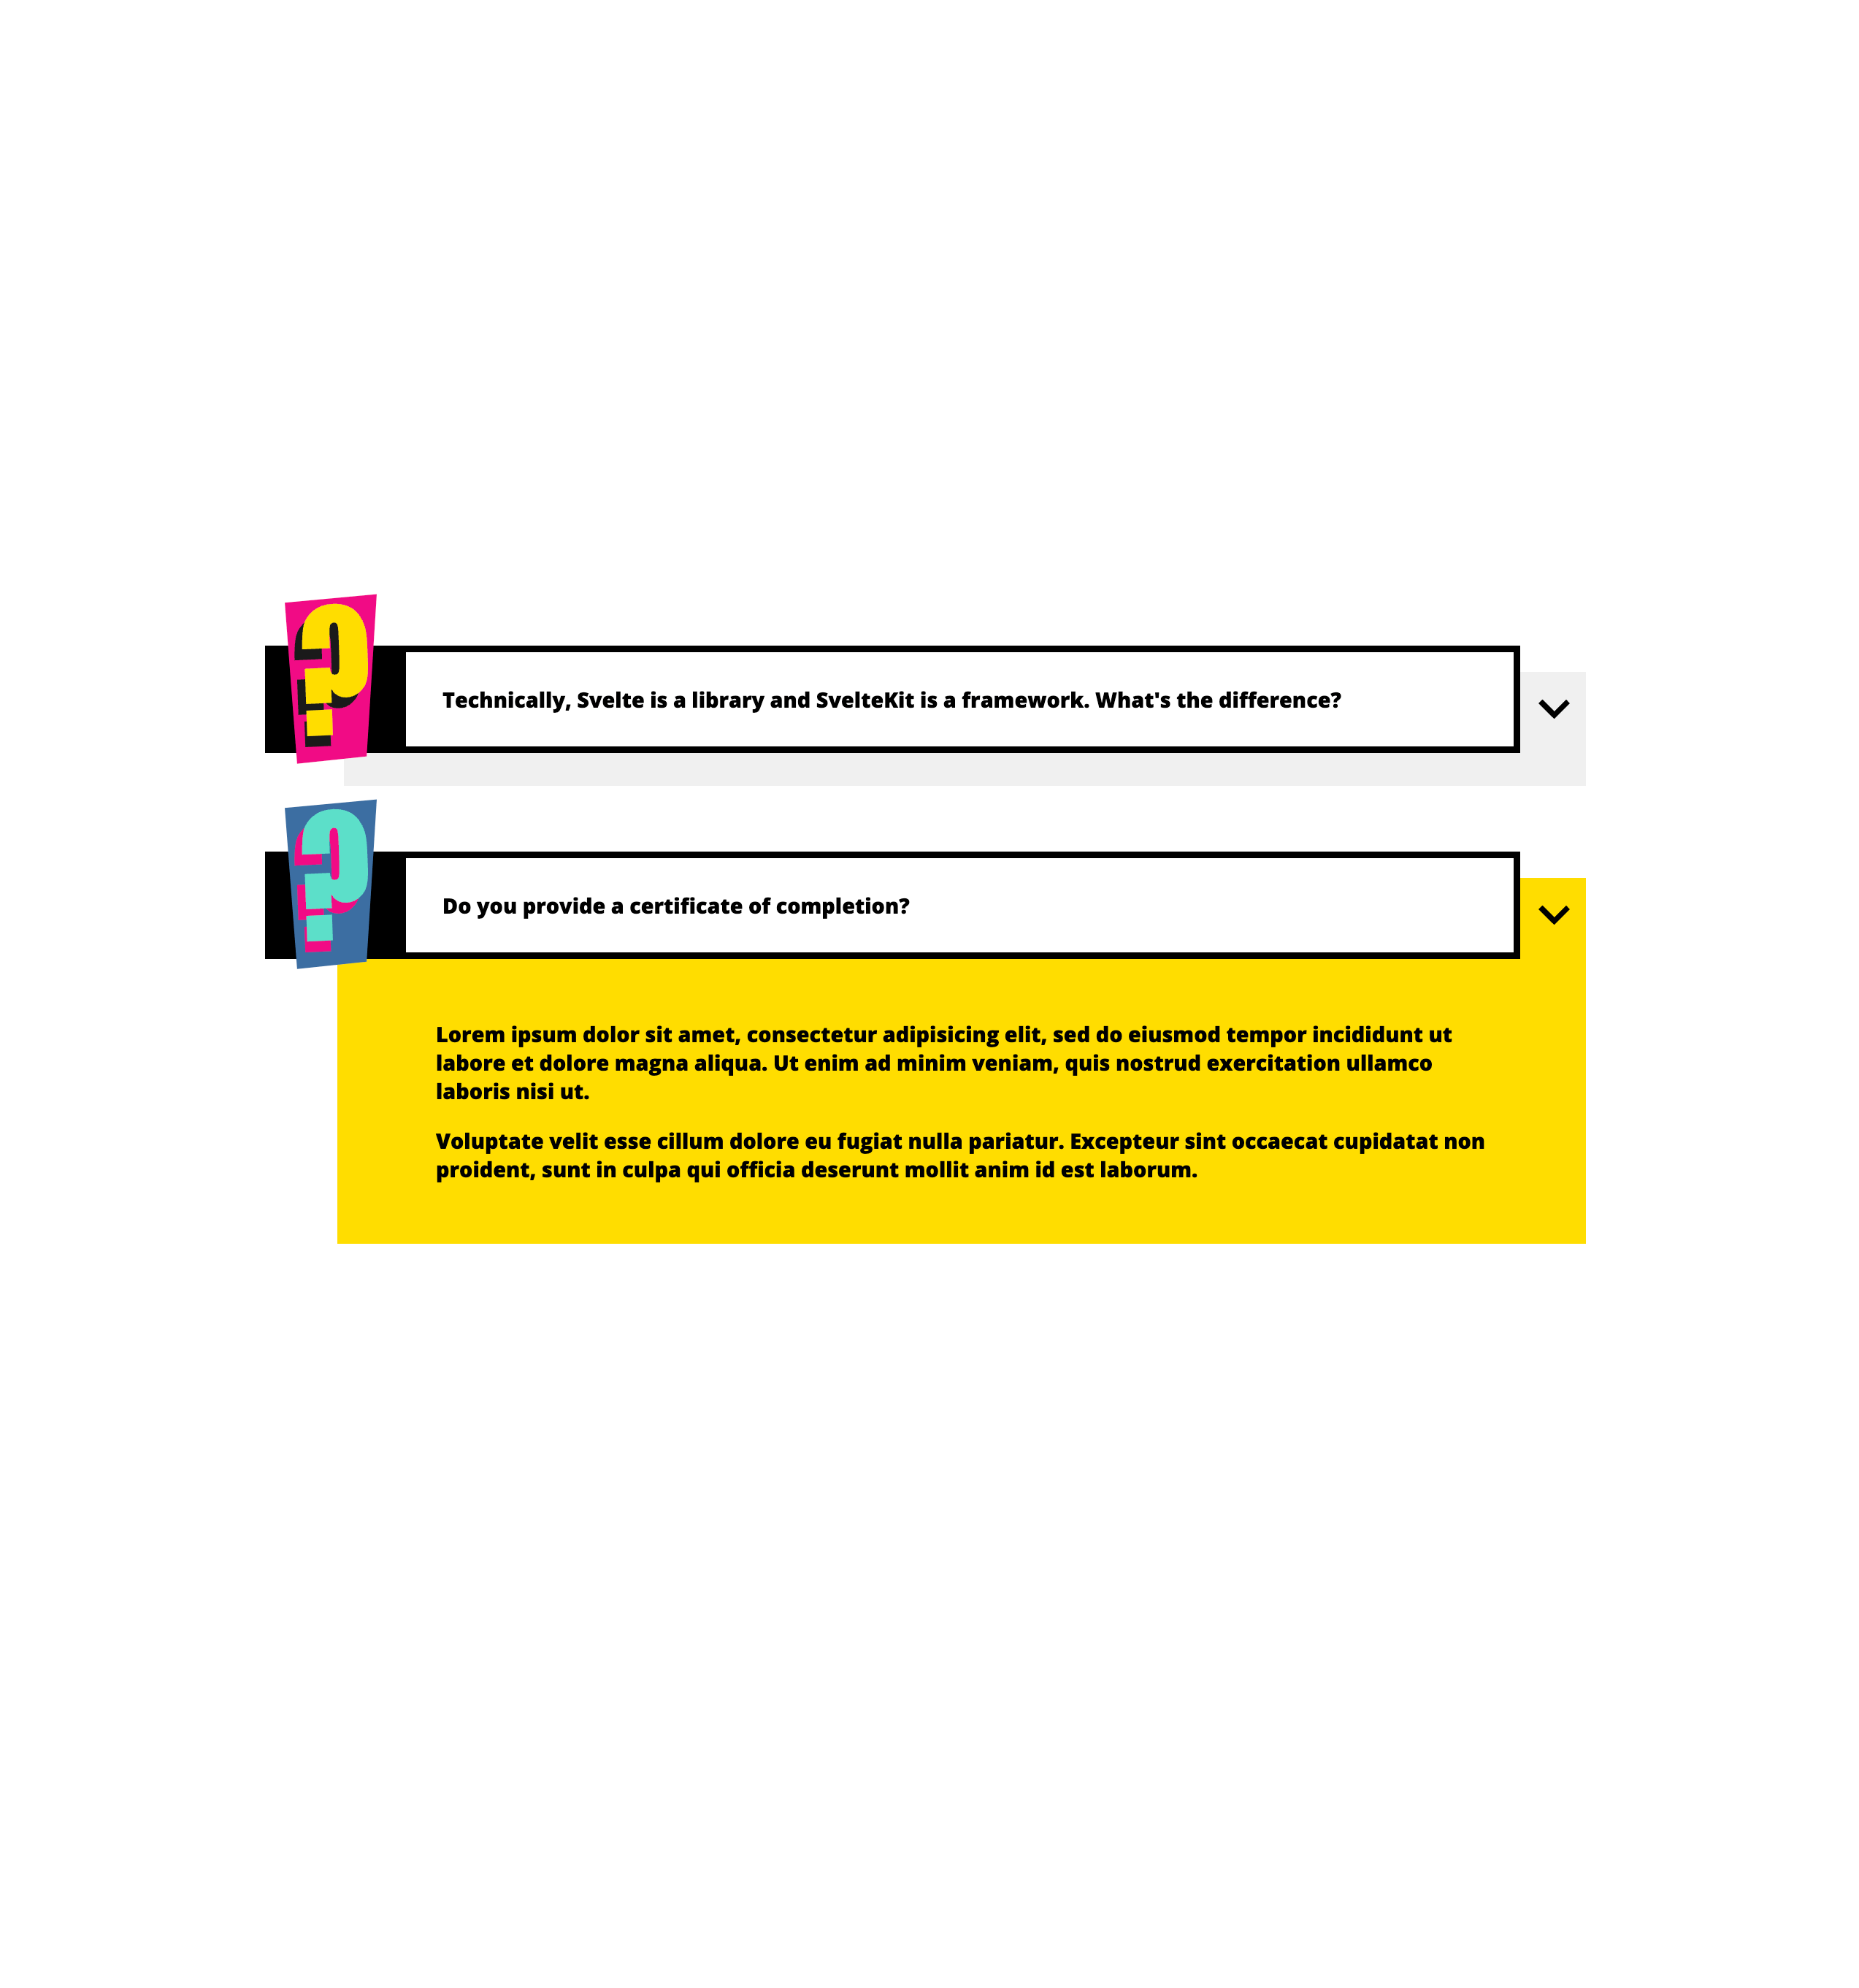 ?
Technically, Svelte is a library and SvelteKit is a framework. What's the difference?
?
Do you provide a certificate of completion?
Lorem ipsum dolor sit amet, consectetur adipisicing elit, sed do eiusmod tempor incididunt ut
labore et dolore magna aliqua. Ut enim ad minim veniam, quis nostrud exercitation ullamco
laboris nisi ut.
Voluptate velit esse cillum dolore eu fugiat nulla pariatur. Excepteur sint occaecat cupidatat non
proident, sunt in culpa qui officia deserunt mollit anim id est laborum.